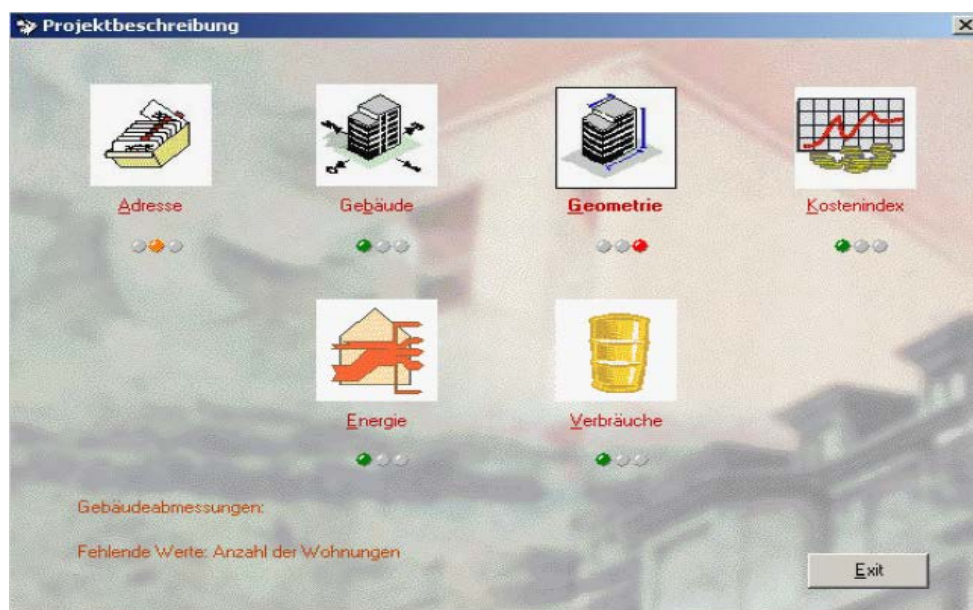 Projektbeschreibung
Adresse
Gebäude
Geometrie
Kostenindex
Energie
Verbräuche
Gebäudeabmessungen:
Fehlende Werte: Anzahl der Wohnungen
Exit